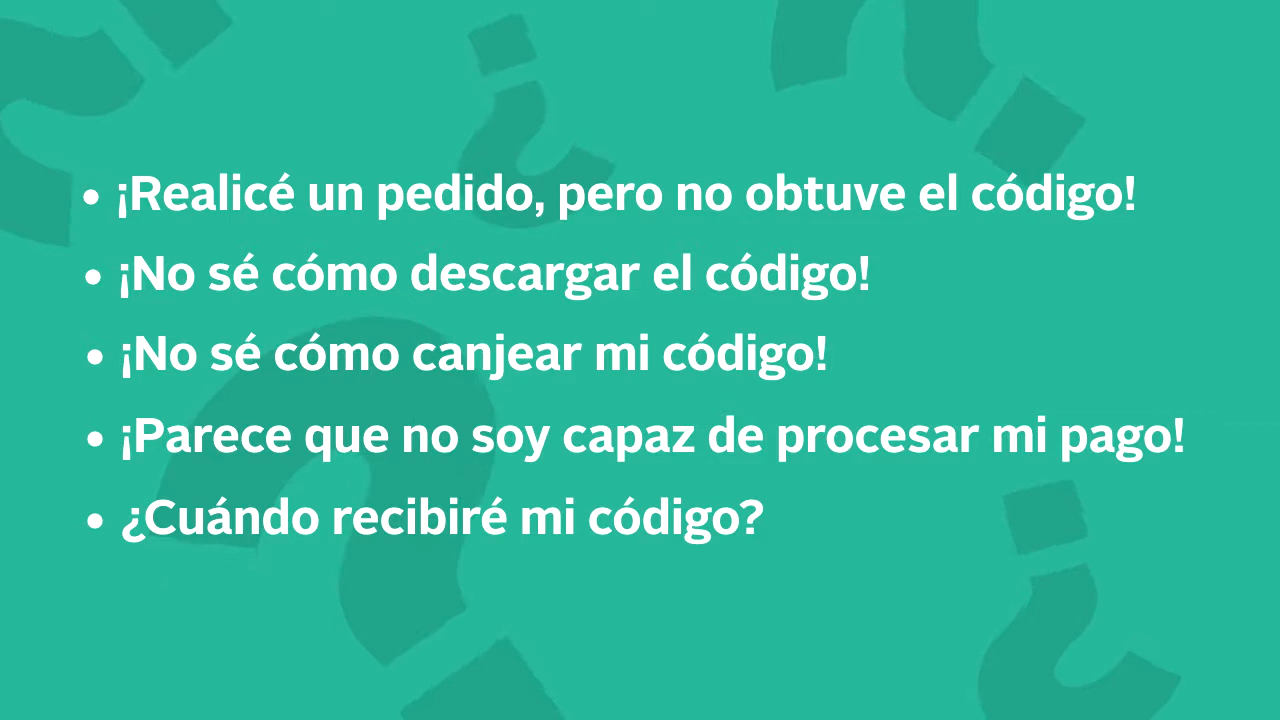 • ¡Realicé un pedido, pero no obtuve el código!
• ¡No sé cómo descargar el código!
• ¡No sé cómo canjear mi código!
• ¡Parece que no soy capaz de procesar mi pago!
• ¿Cuándo recibiré mi código?